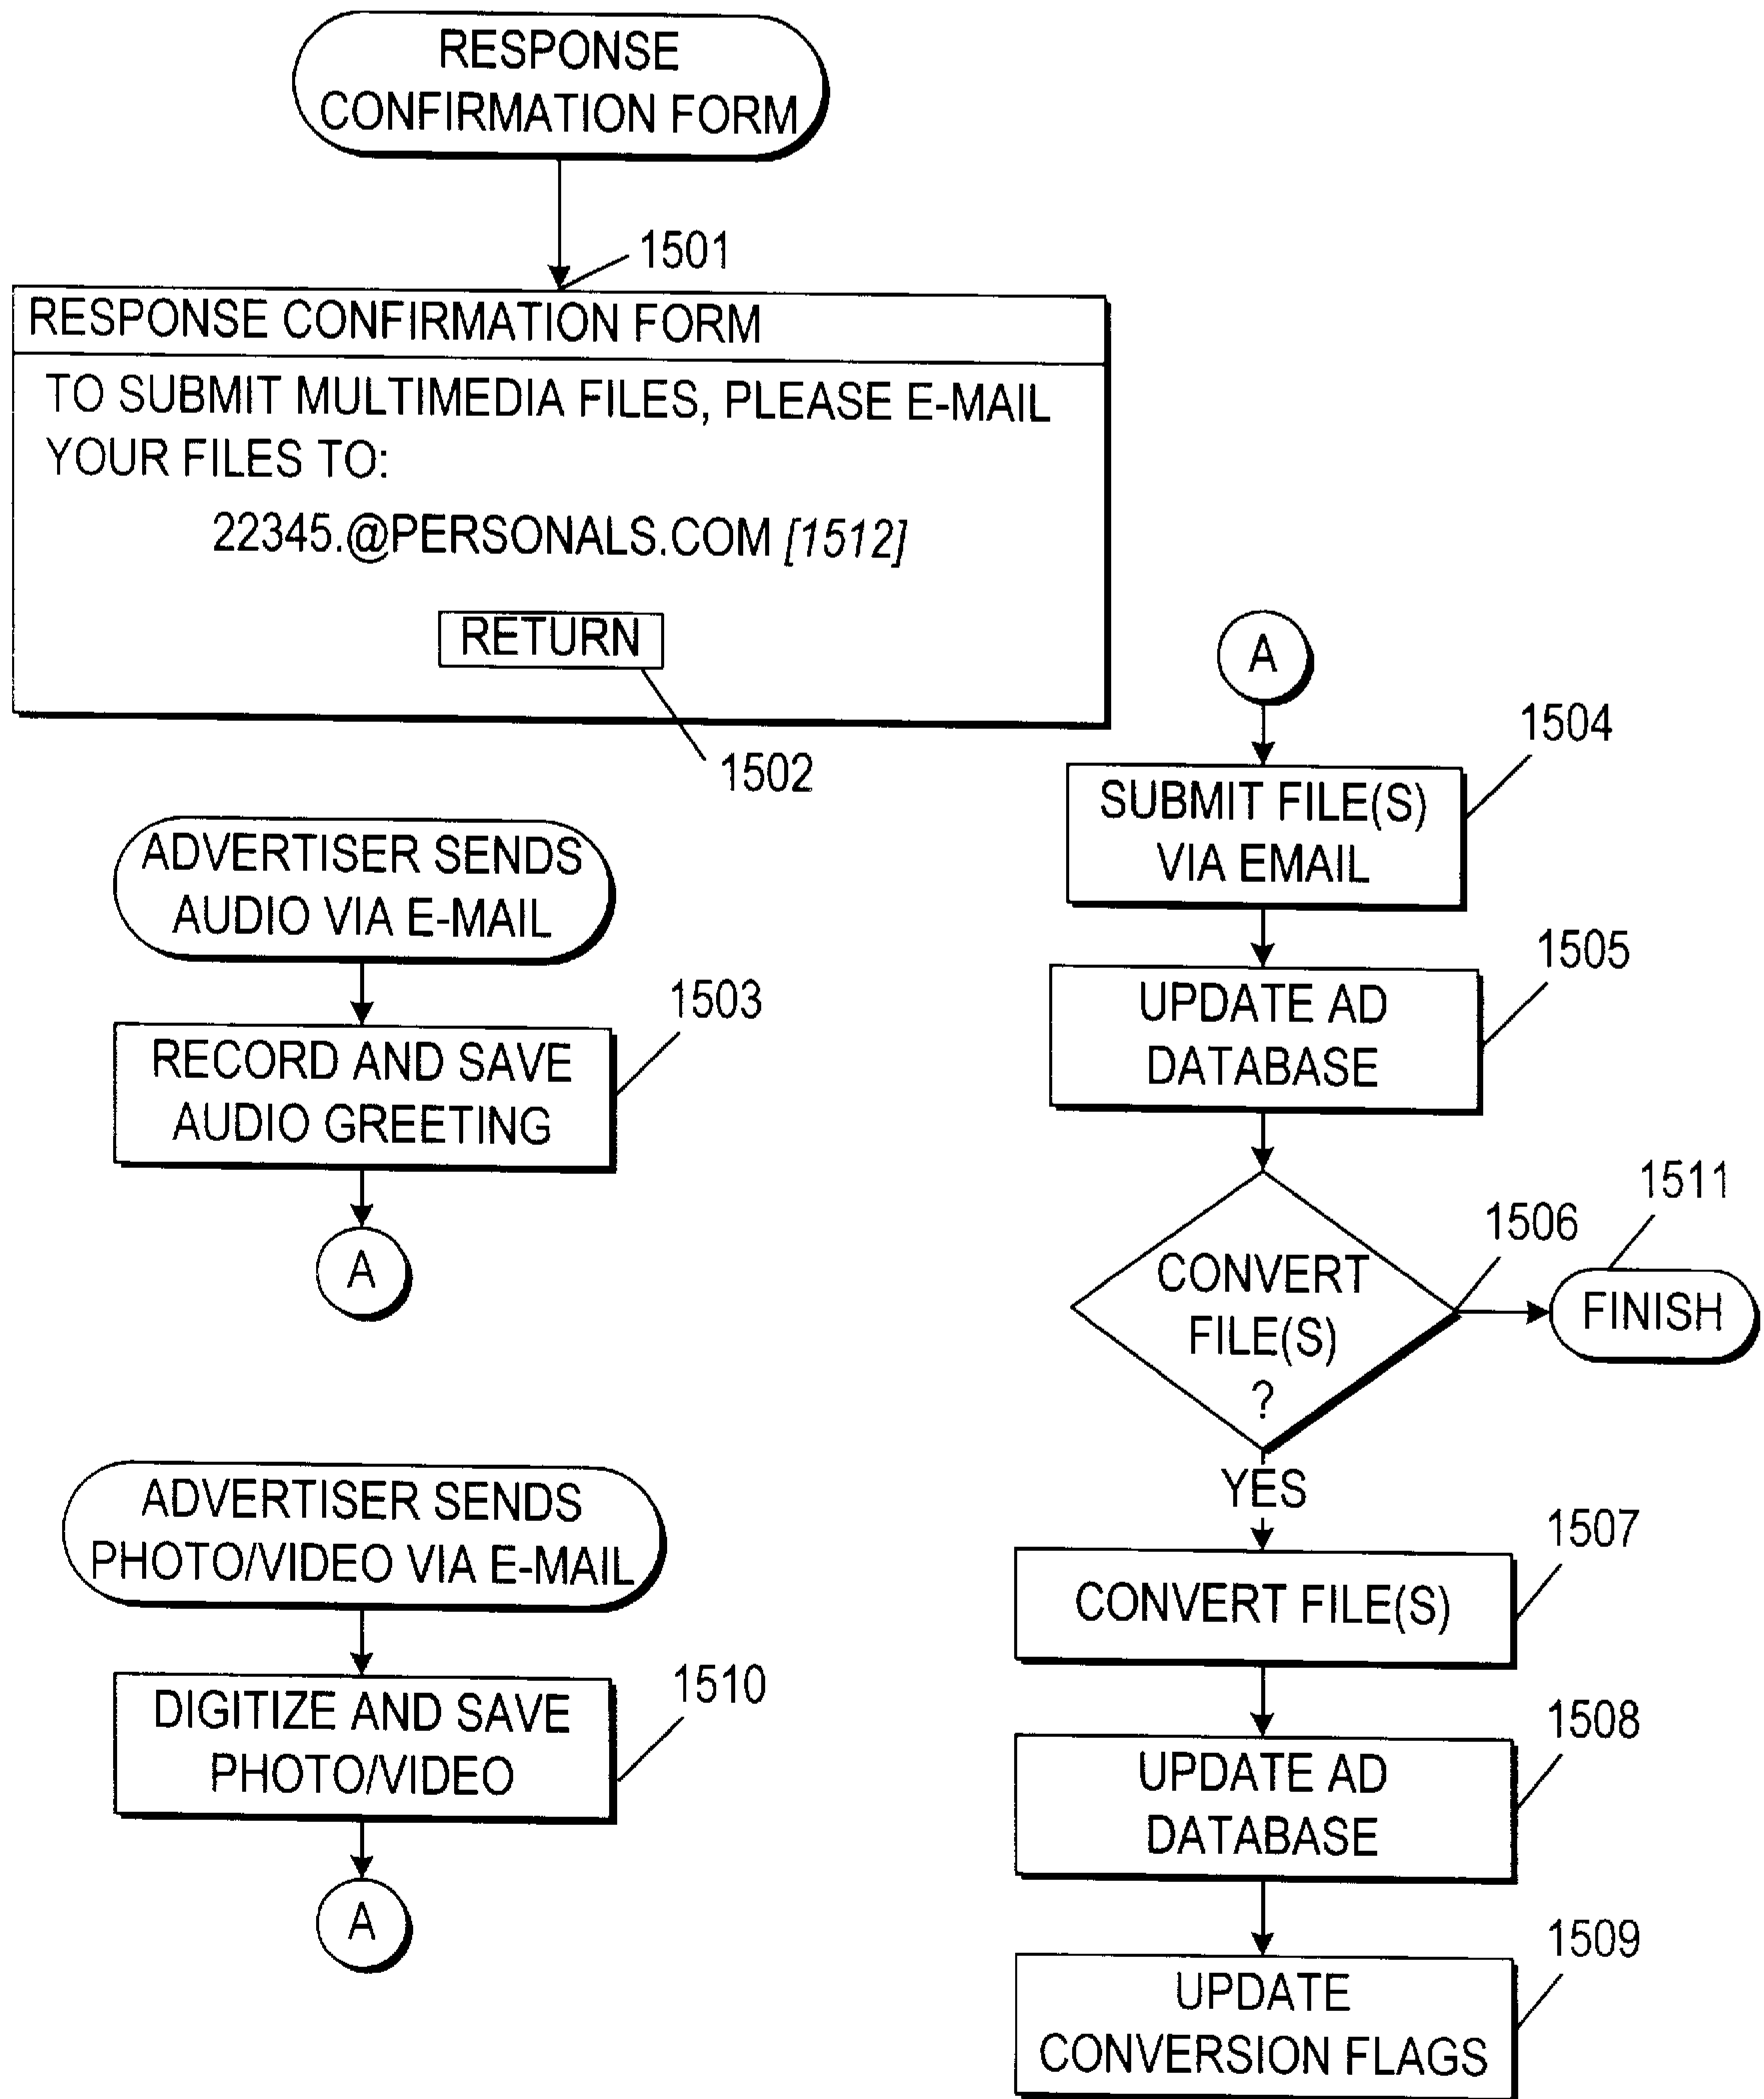 RESPONSE
CONFIRMATION FORM
1501
RESPONSE CONFIRMATION FORM
TO SUBMIT MULTIMEDIA FILES, PLEASE E-MAIL
YOUR FILES TO:
22345.@PERSONALS.COM [1512]
RETURN
1502
ADVERTISER SENDS
AUDIO VIA E-MAIL
1503
RECORD AND SAVE
AUDIO GREETING
A
ADVERTISER SENDS
PHOTO/VIDEO VIA E-MAIL
1510
DIGITIZE AND SAVE
PHOTO/VIDEO
A
A
1504
SUBMIT FILE(S)
VIA EMAIL
1505
UPDATE AD
DATABASE
1511
1506
CONVERT
FILE(S)
?
FINISH
YES
1507
CONVERT FILE(S)
1508
UPDATE AD
DATABASE
1509
UPDATE
CONVERSION FLAGS